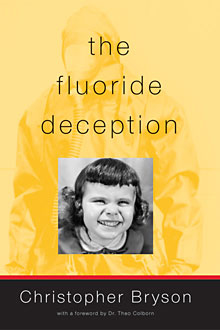 the
fluoride
deception
Christopher Bryson
with a foreword by Dr. Theo Colborn